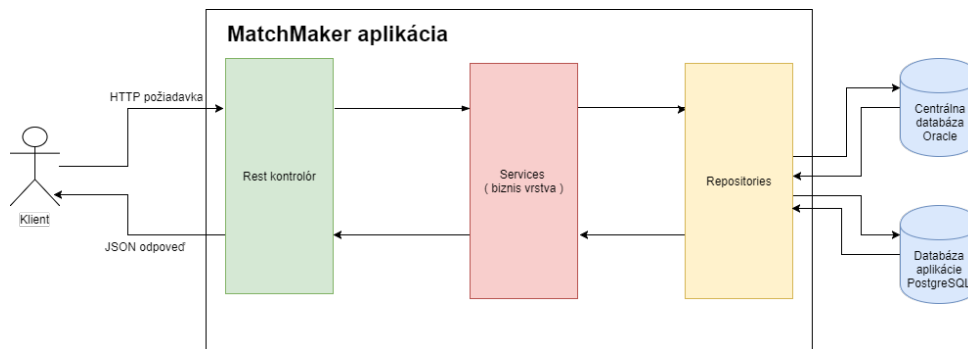 MatchMaker aplikácia
HTTP požiadavka
Klient
JSON odpoveď
Rest kontrolór
Services
( biznis vrstva )
Repositories
Centrálna
databáza
Oracle
Databáza
aplikácie
PostgreSQL